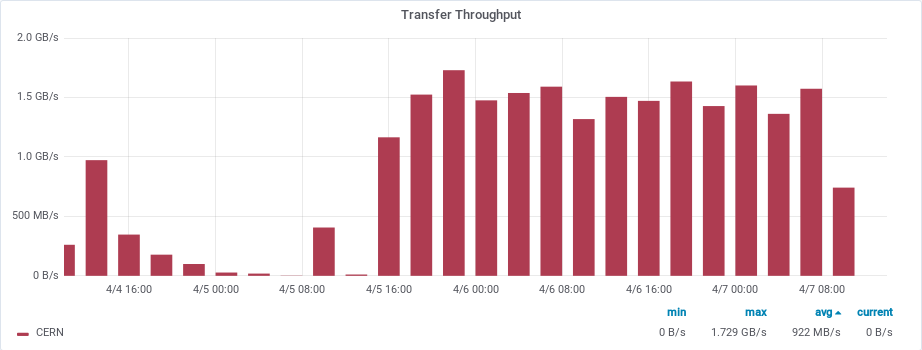 Transfer Throughput
2.0 GB/s
1.5 GB/s
1.0 GB/s
500 MB/s
0 B/s
4/4 16:00 4/5 00:00 4/5 08:00 4/5 16:00 4/6 00:00 4/6 08:00 4/6 16:00 4/7 00:00 4/7 08:00
min max avg current
CERN 0 B/s 1.729 GB/s 922 MB/s 0 B/s